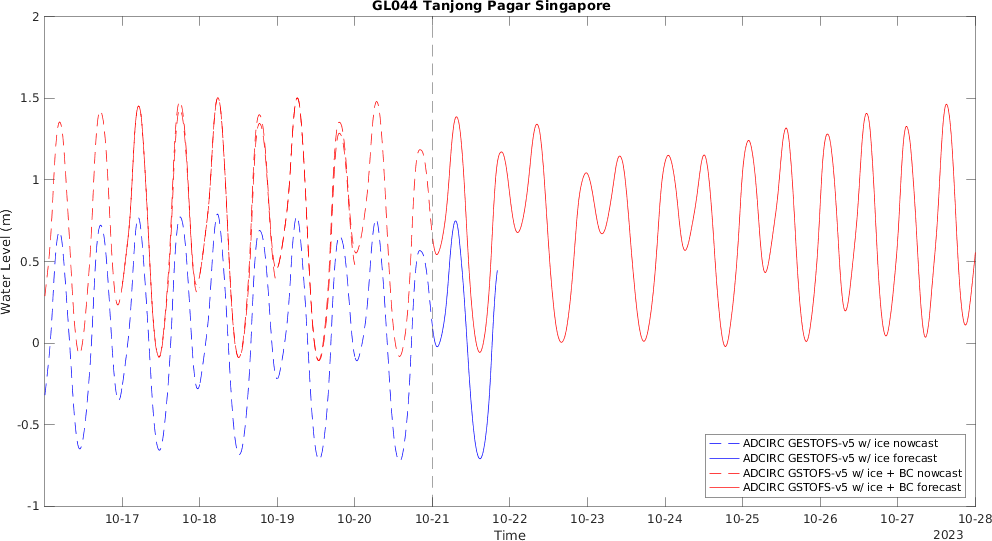 GL044 Tanjong Pagar Singapore
2
1.5
1
0.5
0
-0.5
-1
Water Level (m)
ADCIRC GESTOFS-v5 w/ ice nowcast
ADCIRC GESTOFS-v5 w/ ice forecast
ADCIRC GSTOFS-v5 w/ ice + BC nowcast
ADCIRC GSTOFS-v5 w/ ice + BC forecast
10-17 10-18 10-19 10-20 10-21 10-22 10-23 10-24 10-25 10-26 10-27 10-28
Time
2023